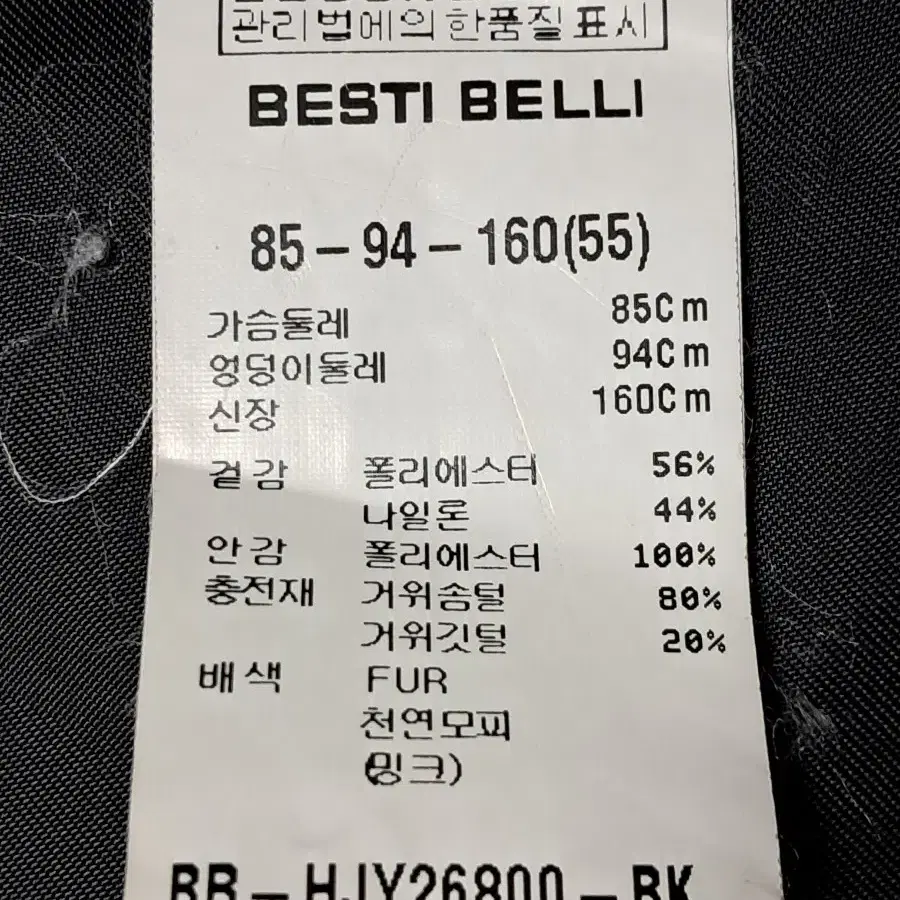 관리법에의한품질표시
BESTI BELLI
85-94-160(55)
가슴둘레 85Cm
엉덩이둘레 94Cm
신장 160Cm
겉감 폴리에스터 56%
나일론 44%
안감 폴리에스터 100%
충전재 거위솜털 80%
거위깃털 20%
배색 FUR
천연모피
(밍크)
BB-HJY26800-BK